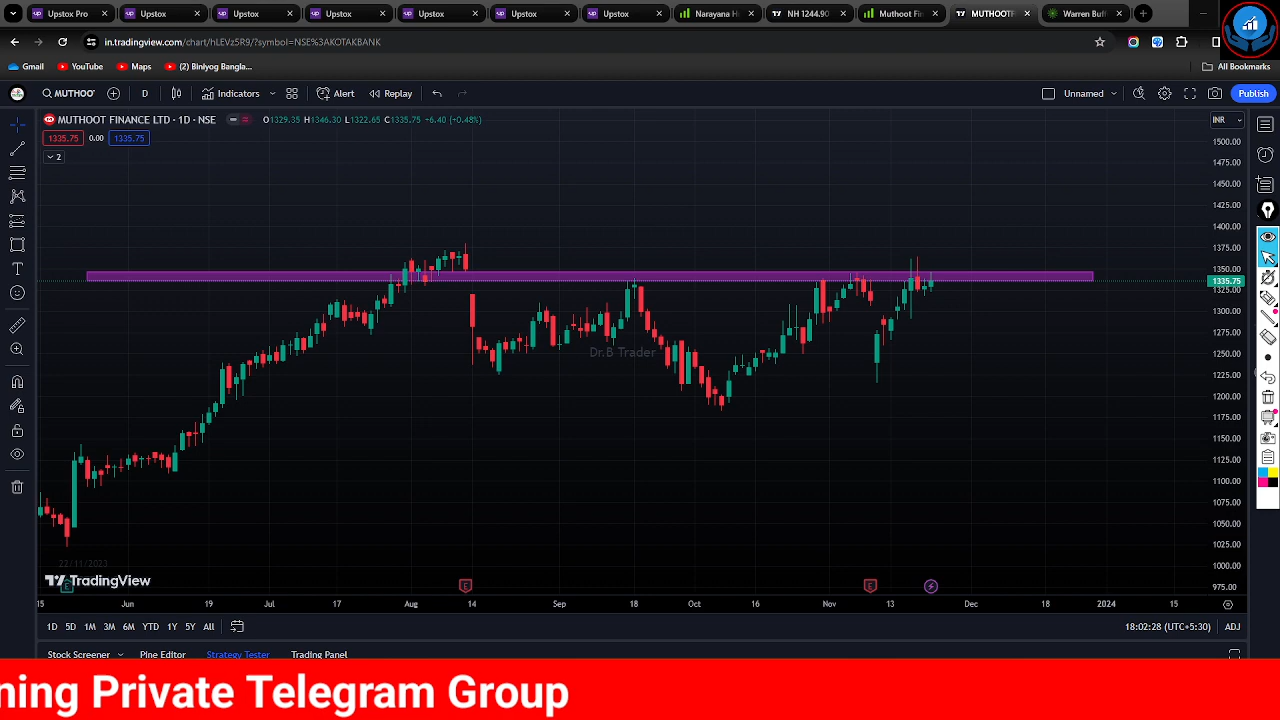 Upstox Pro
Upstox
Upstox
Upstox
Upstox
Upstox
Upstox
Narayana H
NH 1244.90
Muthoot Fi
MUTHOOTF
Warren Buff
in.tradingview.com/chart/hLEVz5R9/?symbol=NSE%3AKOTAKBANK
Gmail
YouTube
Maps
(2) Biniyog Bangla...
All Bookmarks
MUTHOO
D
Indicators
Alert
Replay
Unnamed
Publish
MUTHOOT FINANCE LTD · 1D · NSE
O1329.35 H1346.30 L1322.65 C1335.75 +6.40 (+0.48%)
INR
1335.75 0.00 1335.75
2
1500.00
1475.00
1450.00
1425.00
1400.00
1375.00
1350.00
1335.75
1325.00
1300.00
1275.00
1250.00
1225.00
1200.00
1175.00
1150.00
1125.00
1100.00
1075.00
1050.00
1025.00
1000.00
975.00
Dr.B Trader
22/11/2023
TradingView
E
E
E
15 Jun 19 Jul 17 Aug 14 Sep 18 Oct 16 Nov 13 Dec 18 2024 15
1D 5D 1M 3M 6M YTD 1Y 5Y All
18:02:28 (UTC+5:30) ADJ
Stock Screener Pine Editor Strategy Tester Trading Panel
ning Private Telegram Group